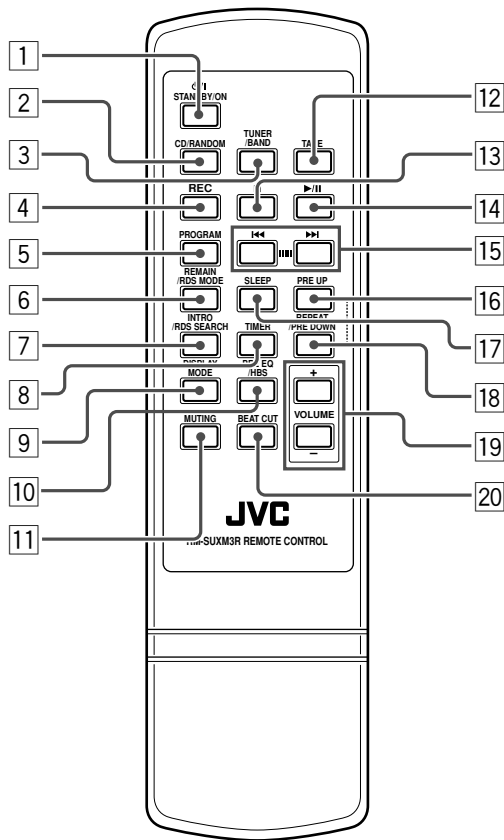 1
STANDBY/ON
2
12
CD/RANDOM
TUNER
/BAND
TAPE
3
13
4
REC
14
5
PROGRAM
15
6
REMAIN
/RDS MODE
SLEEP
PRE UP
16
7
INTRO
/RDS SEARCH
TIMER
REPEAT
/PRE DOWN
17
8
DISPLAY
MODE
/HBS
18
9
+
VOLUME
–
19
10
MUTING
BEAT CUT
20
11
JVC
RM-SUXM3R REMOTE CONTROL